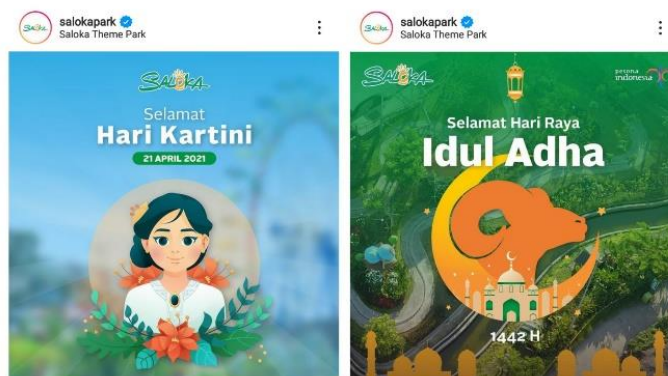 salokapark
Saloka Theme Park
SALOKA
Selamat
Hari Kartini
21 APRIL 2021
salokapark
Saloka Theme Park
SALOKA
pesona
indonesia
Selamat Hari Raya
Idul Adha
1442 H